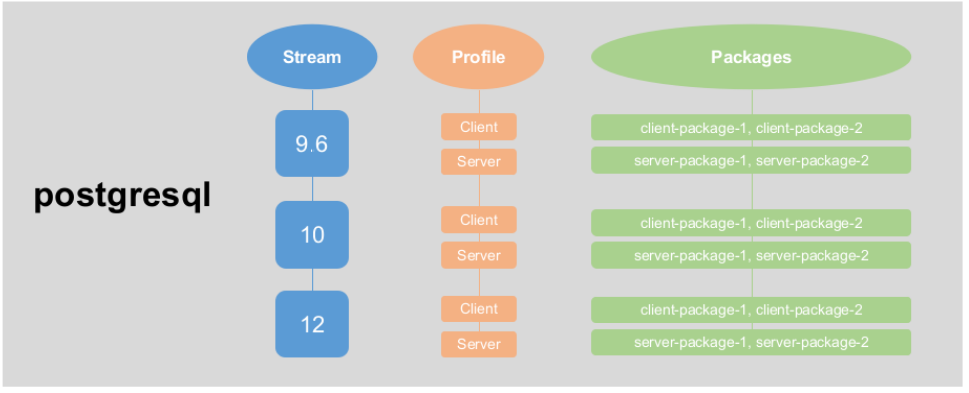 Stream Profile Packages
9.6 Client client-package-1, client-package-2
Server server-package-1, server-package-2
postgresql
10 Client client-package-1, client-package-2
Server server-package-1, server-package-2
12 Client client-package-1, client-package-2
Server server-package-1, server-package-2